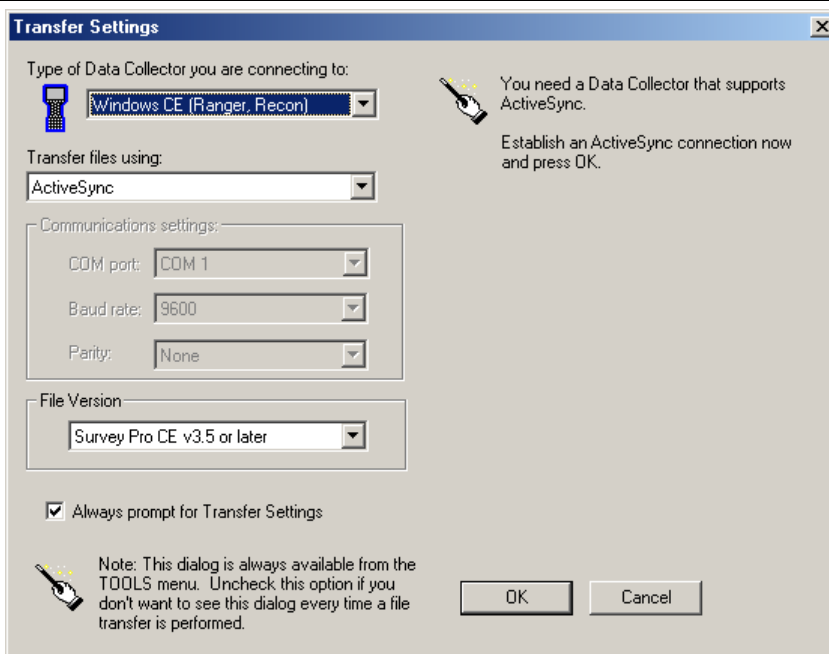 Transfer Settings
Type of Data Collector you are connecting to:
Windows CE (Ranger, Recon)
Transfer files using:
ActiveSync
Communications settings:
COM port: COM 1
Baud rate: 9600
Parity: None
File Version
Survey Pro CE v3.5 or later
Always prompt for Transfer Settings
Note: This dialog is always available from the
TOOLS menu. Uncheck this option if you
don't want to see this dialog every time a file
transfer is performed.
You need a Data Collector that supports
ActiveSync.
Establish an ActiveSync connection now
and press OK.
OK
Cancel